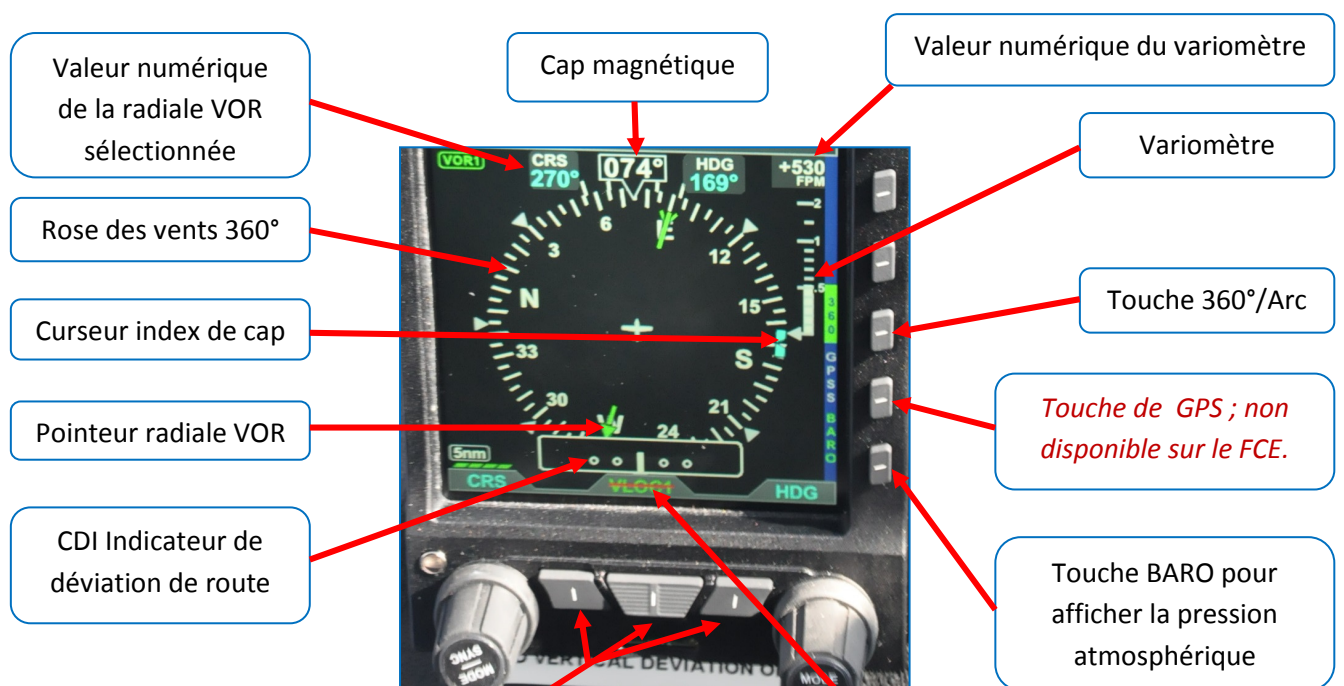 Valeur numérique
de la radiale VOR
sélectionnée
Cap magnétique
Valeur numérique du variomètre
Variomètre
Rose des vents 360°
Curseur index de cap
Pointeur radiale VOR
CDI Indicateur de
déviation de route
Touche 360°/Arc
Touche de GPS ; non
disponible sur le FCE.
Touche BARO pour
afficher la pression
atmosphérique
VOR1
CRS
270°
074°
HDG
169°
+530
FPM
2
1
.5
3
6
E
12
15
S
21
24
W
30
33
N
360
GPSS
BARO
5nm
CRS
VLOC1
HDG
MODE
SYNC
VERTICAL DEVIATION
MODE